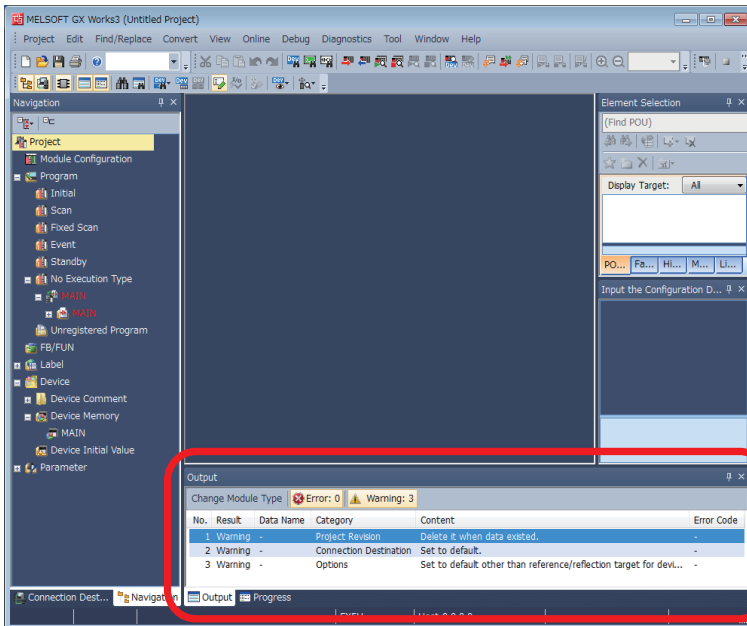 MELSOFT GX Works3 (Untitled Project)
Project Edit Find/Replace Convert View Online Debug Diagnostics Tool Window Help
Navigation
Project
Module Configuration
Program
Initial
Scan
Fixed Scan
Event
Standby
No Execution Type
MAIN
MAIN
Unregistered Program
FB/FUN
Label
Device
Device Comment
Device Memory
MAIN
Device Initial Value
Parameter
Connection Dest... Navigation
Element Selection
(Find POU)
Display Target: All
PO... Fa... Hi... M... Li...
Input the Configuration D...
Output
Change Module Type Error: 0 Warning: 3
No. Result Data Name Category Content Error Code
1 Warning - Project Revision Delete it when data existed. -
2 Warning - Connection Destination Set to default. -
3 Warning - Options Set to default other than reference/reflection target for devi... -
Output Progress